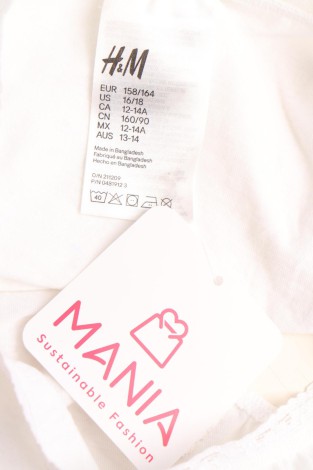 H&M
EUR 158/164
US 16/18
CA 12-14A
CN 160/90
MX 12-14A
AUS 13-14
Made in Bangladesh
Fabriqué au Bangladesh
Hecho en Bangladesh
40
MANIA
Sustainable Fashion